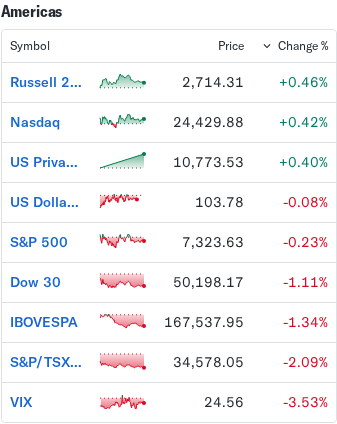 Americas
Symbol Price Change %
Russell 2... 2,714.31 +0.46%
Nasdaq 24,429.88 +0.42%
US Priva... 10,773.53 +0.40%
US Dolla... 103.78 -0.08%
S&P 500 7,323.63 -0.23%
Dow 30 50,198.17 -1.11%
IBOVESPA 167,537.95 -1.34%
S&P/TSX... 34,578.05 -2.09%
VIX 24.56 -3.53%